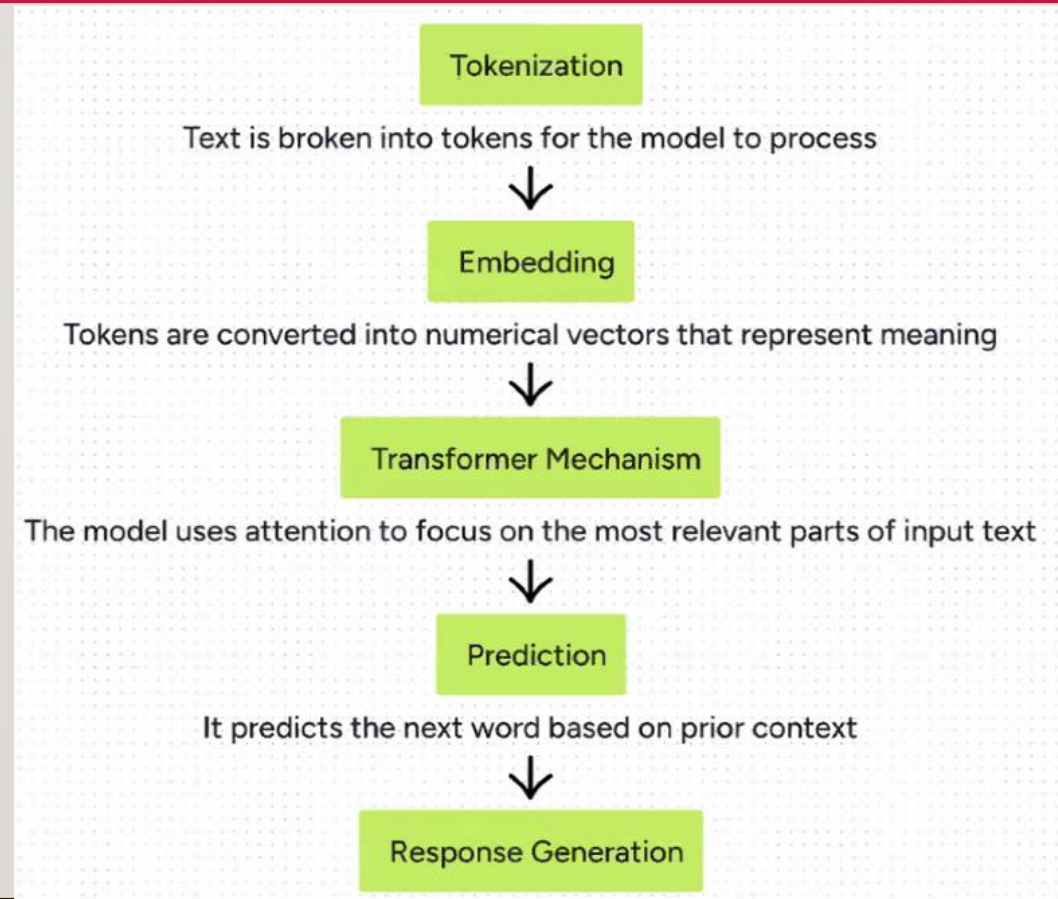 Tokenization
Text is broken into tokens for the model to process
Embedding
Tokens are converted into numerical vectors that represent meaning
Transformer Mechanism
The model uses attention to focus on the most relevant parts of input text
Prediction
It predicts the next word based on prior context
Response Generation